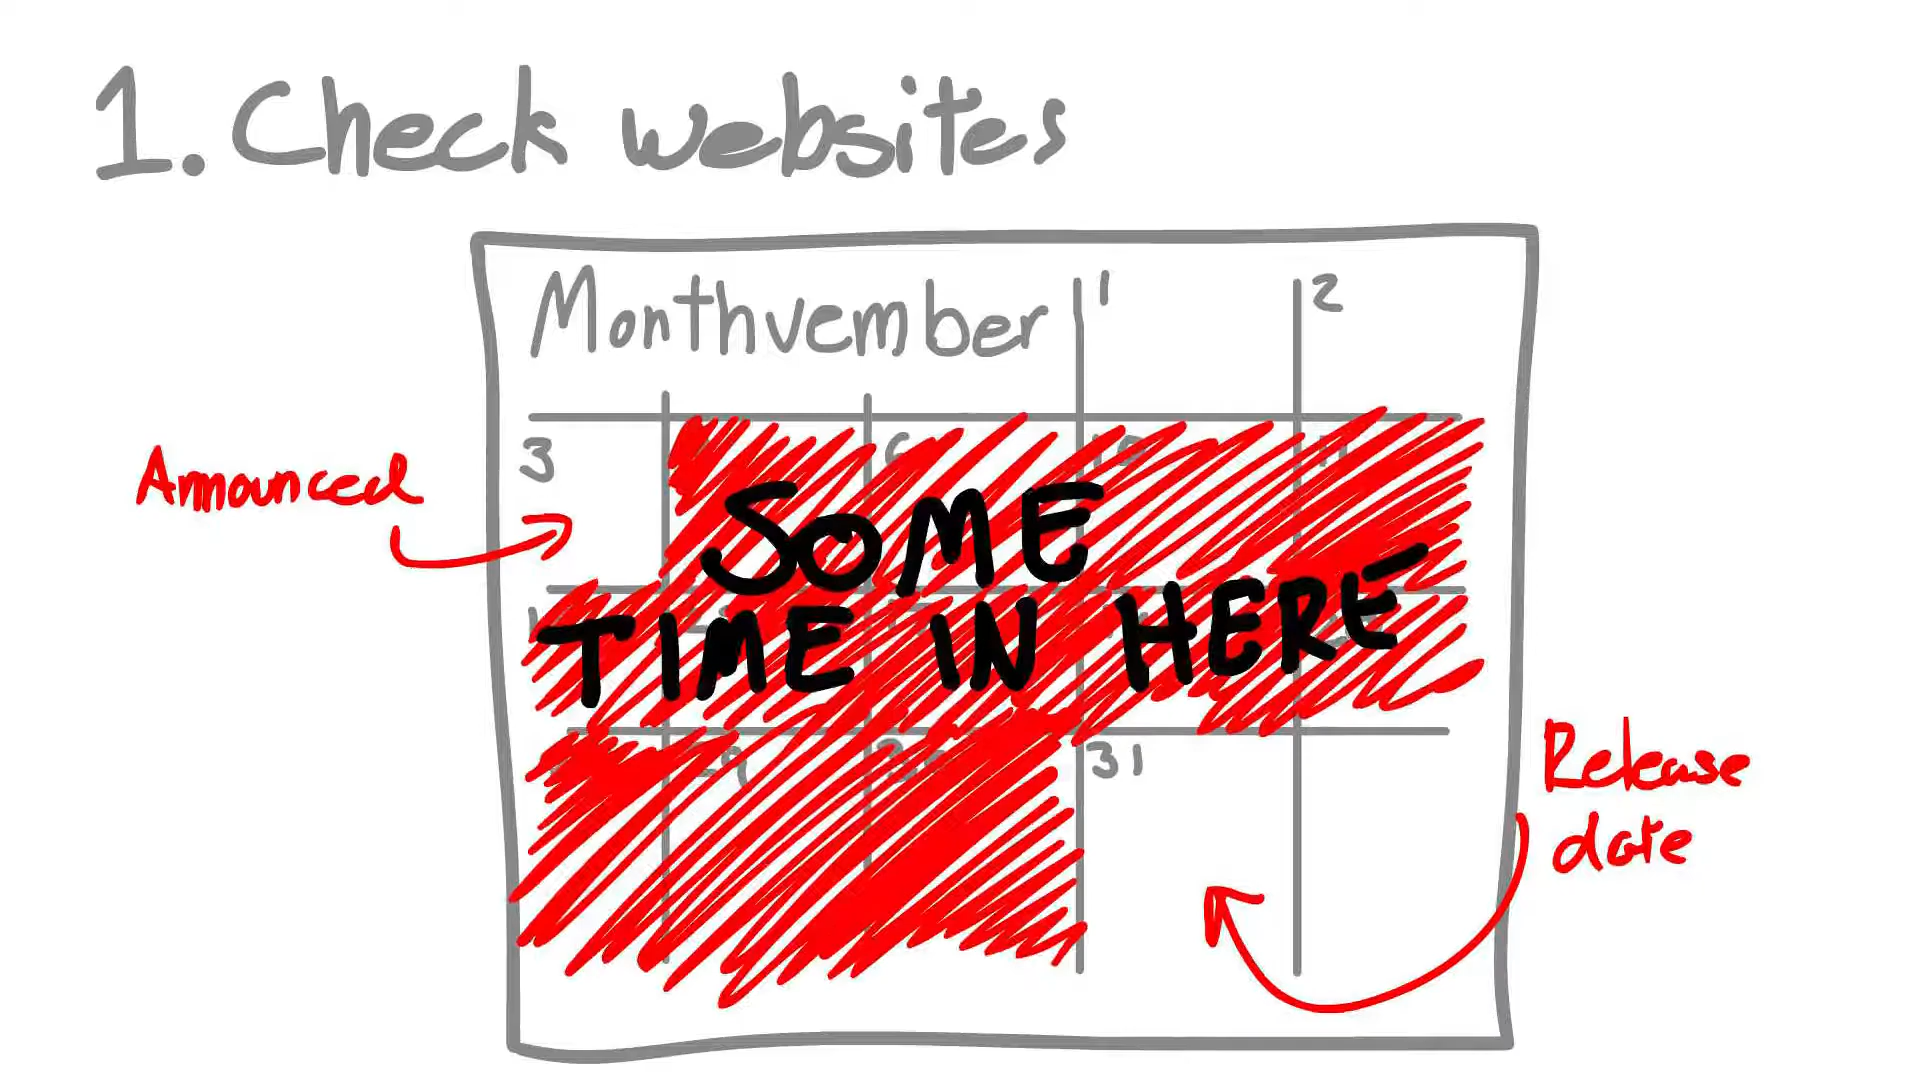 1. Check websites
Monthvember
1
2
3
Announced
SOME
TIME IN HERE
31
Release
date